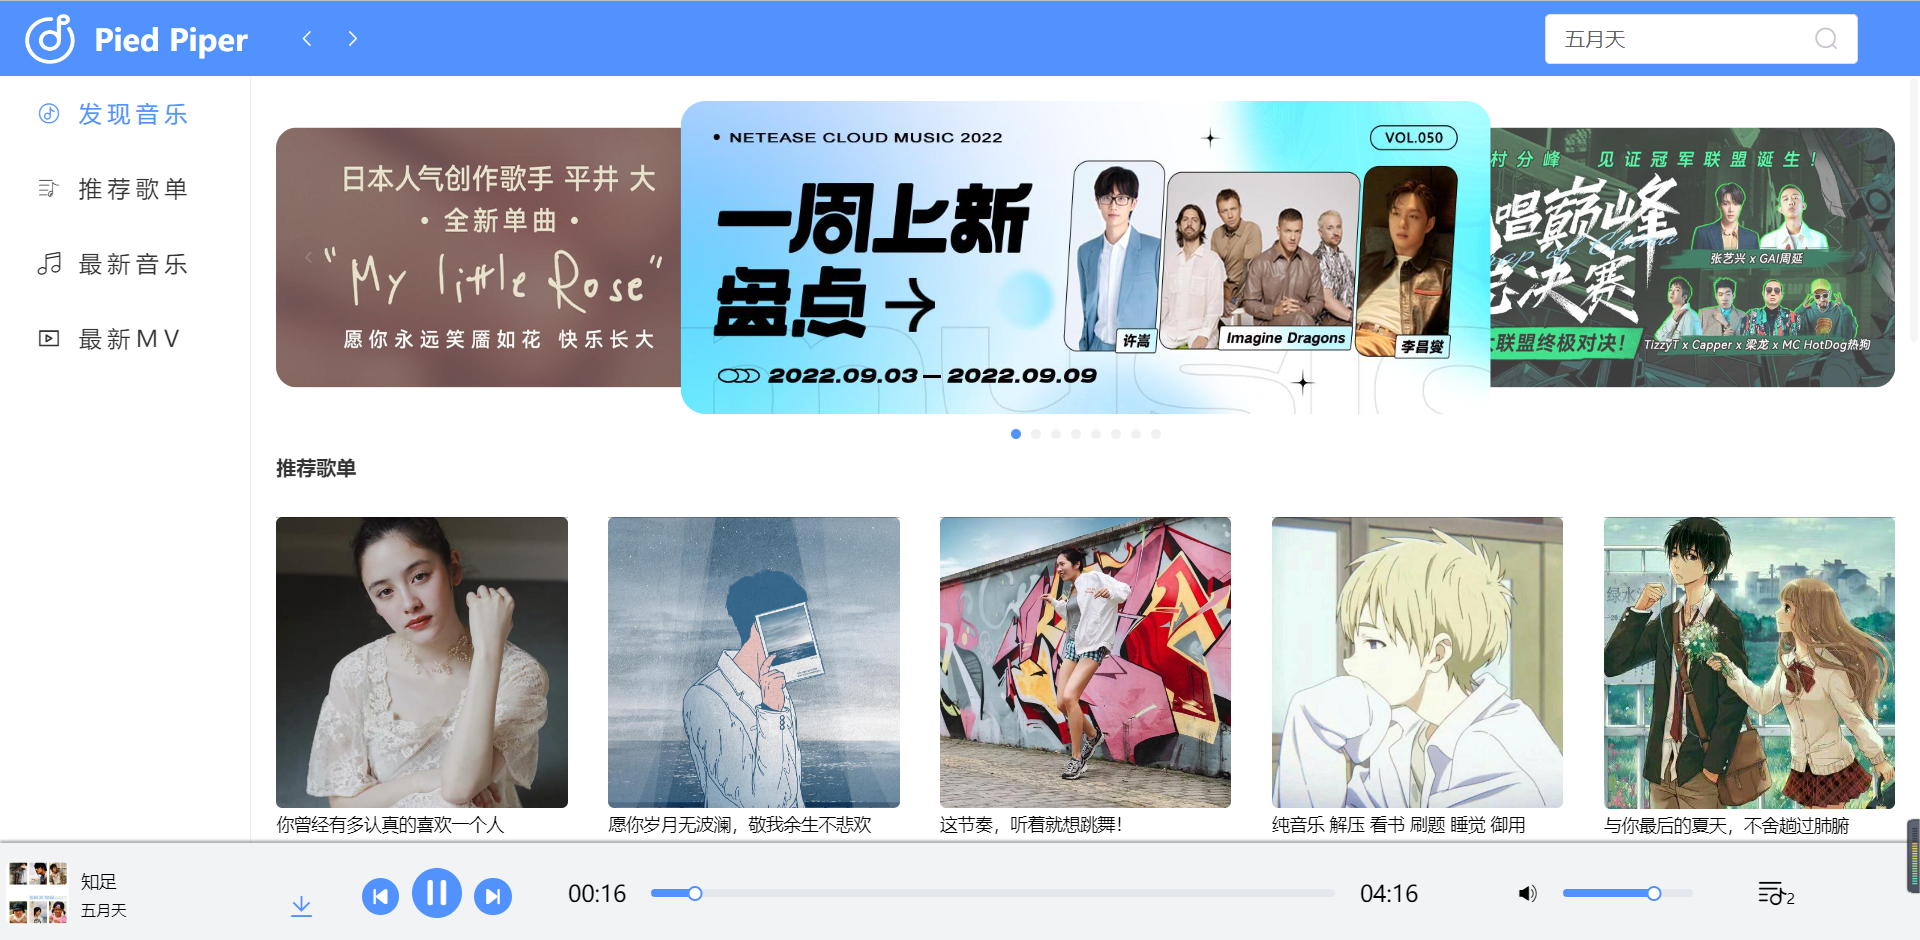 Pied Piper
五月天
发现音乐
推荐歌单
最新音乐
最新MV
日本人气创作歌手 平井 大
·全新单曲·
“My little Rose”
愿你永远笑靥如花 快乐长大
• NETEASE CLOUD MUSIC 2022
VOL.050
一周上新
盘点→
许嵩
Imagine Dragons
李昌燮
2022.09.03—2022.09.09
村分峰 见证冠军联盟诞生！
唱巅峰
总决赛
张艺兴 x GAI周延
大联盟终极对决！
TizzyT x Capper x 梁龙 x MC HotDog热狗
推荐歌单
你曾经有多认真的喜欢一个人
愿你岁月无波澜，敬我余生不悲欢
这节奏，听着就想跳舞！
纯音乐 解压 看书 刷题 睡觉 御用
与你最后的夏天，不舍趟过肺腑
知足
五月天
00:16
04:16
2